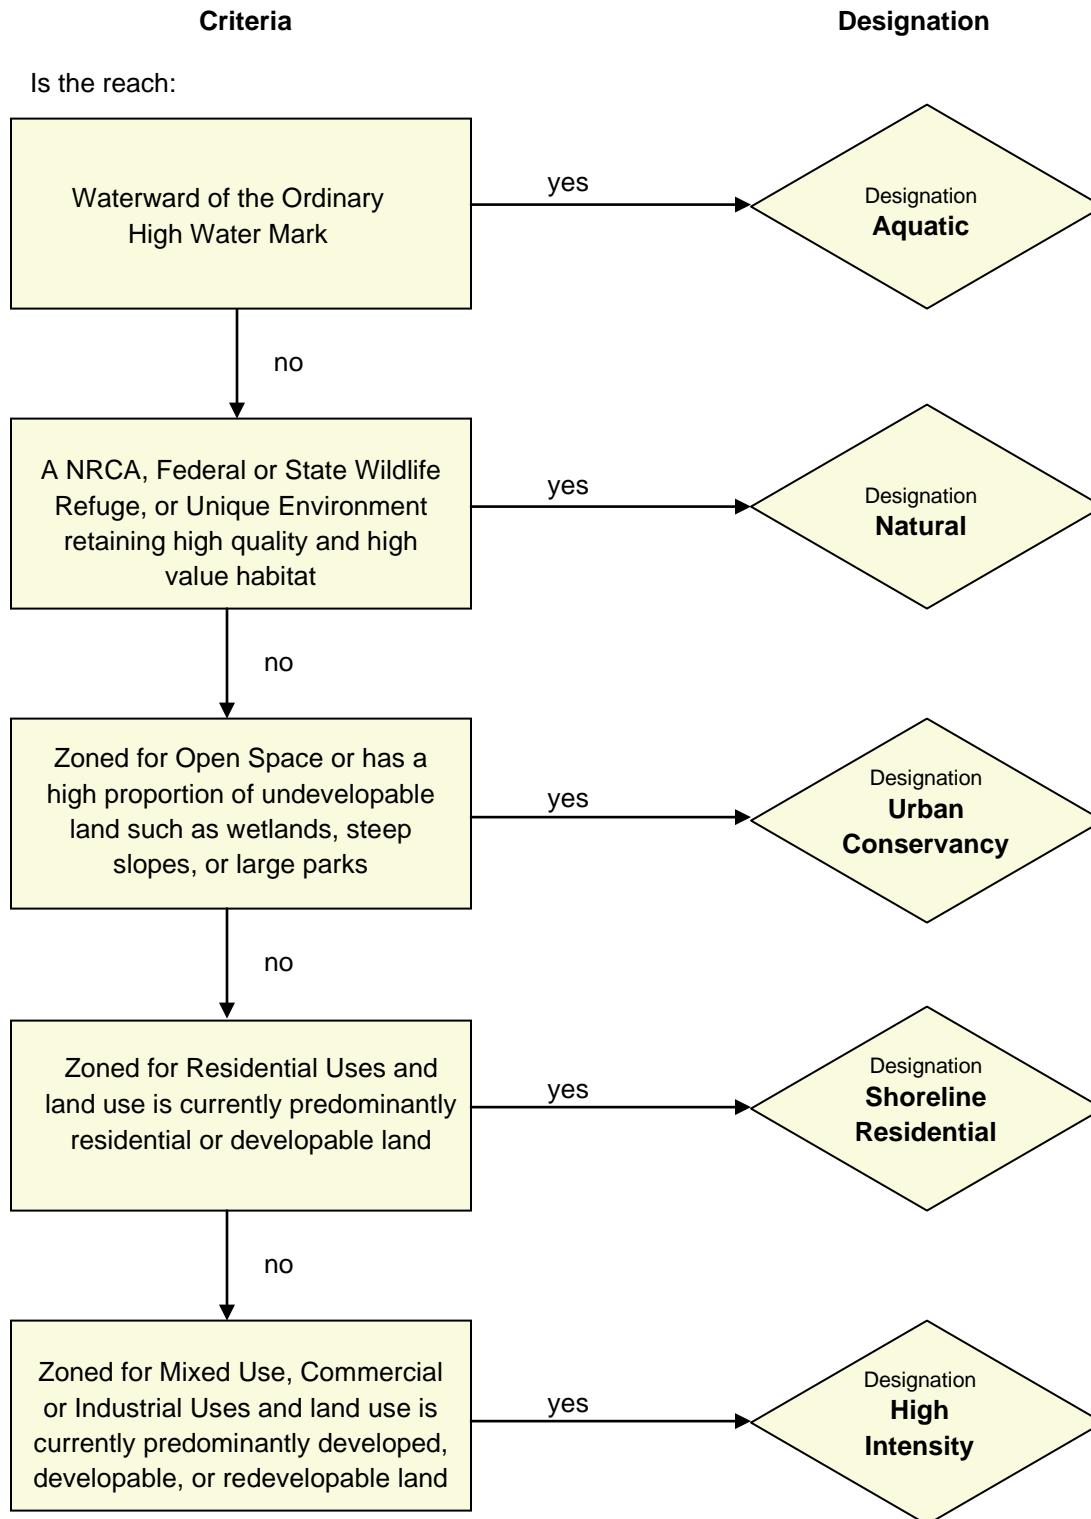 Criteria
Designation
Is the reach:
Waterward of the Ordinary
High Water Mark
yes
Designation
Aquatic
no
A NRCA, Federal or State Wildlife
Refuge, or Unique Environment
retaining high quality and high
value habitat
yes
Designation
Natural
no
Zoned for Open Space or has a
high proportion of undevelopable
land such as wetlands, steep
slopes, or large parks
yes
Designation
Urban
Conservancy
no
Zoned for Residential Uses and
land use is currently predominantly
residential or developable land
yes
Designation
Shoreline
Residential
no
Zoned for Mixed Use, Commercial
or Industrial Uses and land use is
currently predominantly developed,
developable, or redevelopable land
yes
Designation
High
Intensity